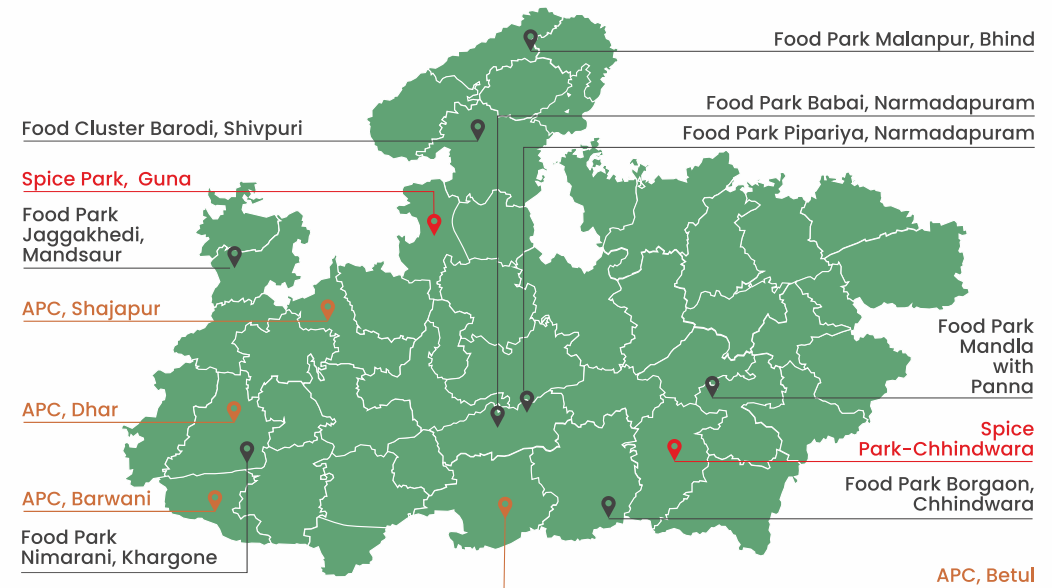 Food Park Malanpur, Bhind
Food Park Babai, Narmadapuram
Food Cluster Barodi, Shivpuri
Food Park Pipariya, Narmadapuram
Spice Park, Guna
Food Park
Jaggakhedi,
Mandsaur
APC, Shajapur
Food Park
Mandla
with
Panna
APC, Dhar
Spice
Park-Chhindwara
APC, Barwani
Food Park Borgaon,
Chhindwara
Food Park
Nimarani, Khargone
APC, Betul